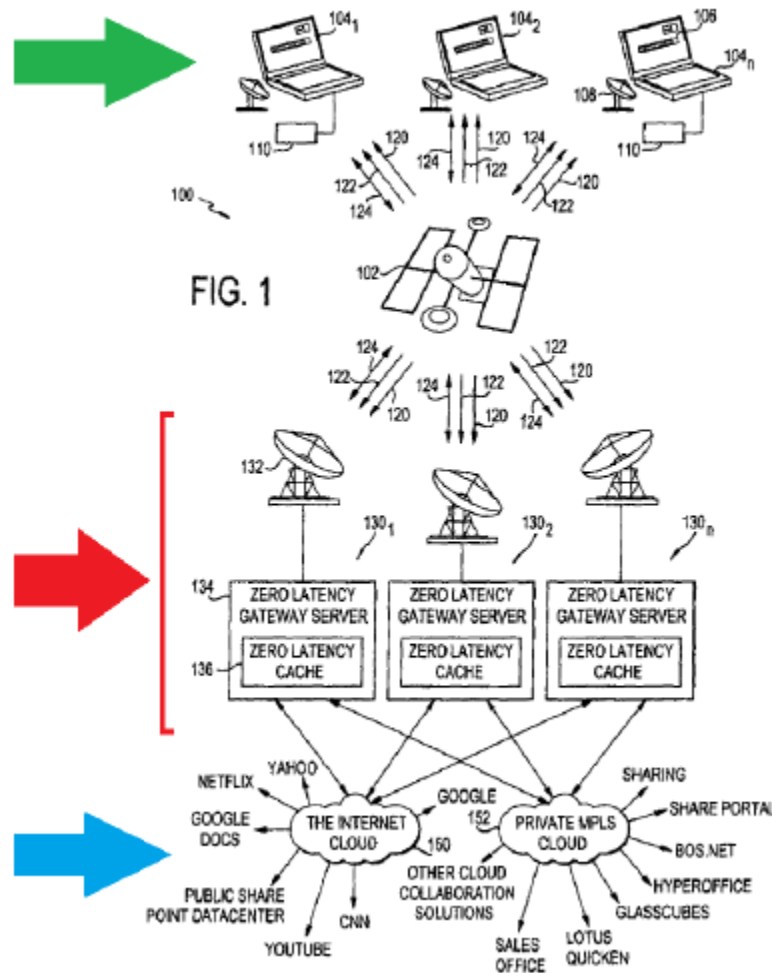 104₁
104₂
106
104ₙ
108
110
110
120
122
124
124
120
122
124
120
122
100
102
FIG. 1
124
122
120
124
122
120
122
120
124
132
130₁
130₂
130ₙ
134
ZERO LATENCY
GATEWAY SERVER
ZERO LATENCY
GATEWAY SERVER
ZERO LATENCY
GATEWAY SERVER
136
ZERO LATENCY
CACHE
ZERO LATENCY
CACHE
ZERO LATENCY
CACHE
YAHOO
NETFLIX
GOOGLE
DOCS
PUBLIC SHARE
POINT DATACENTER
YOUTUBE
CNN
THE INTERNET
CLOUD
150
GOOGLE
152
PRIVATE MPLS
CLOUD
OTHER CLOUD
COLLABORATION
SOLUTIONS
SHARING
SHARE PORTAL
BOS.NET
HYPEROFFICE
GLASSCUBES
LOTUS
QUICKEN
SALES
OFFICE